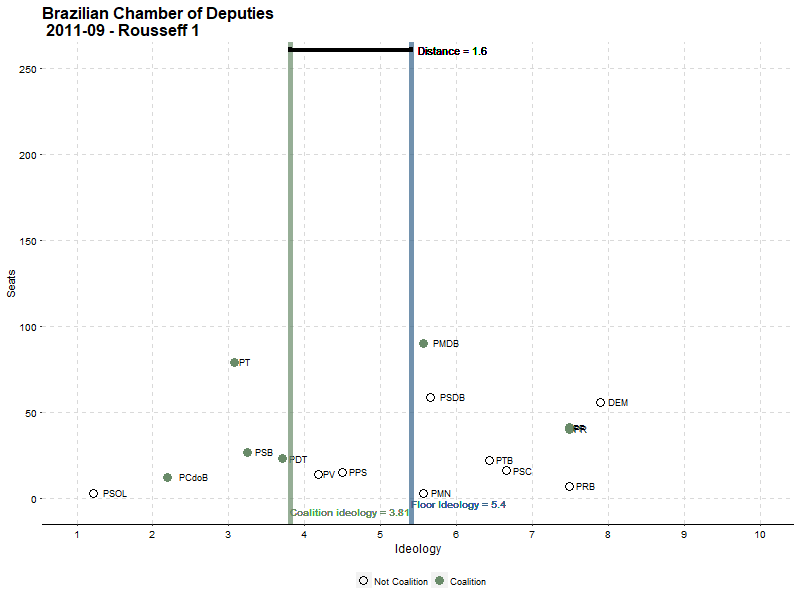 Brazilian Chamber of Deputies
2011-09 - Rousseff 1
Distance = 1.6
250
200
150
100
50
0
Seats
PMDB
PT
PSDB
DEM
PR
PSB
PDT
PTB
PV
PPS
PSC
PCdoB
PRB
PSOL
PMN
Floor Ideology = 5.4
Coalition ideology = 3.81
1 2 3 4 5 6 7 8 9 10
Ideology
Not Coalition Coalition